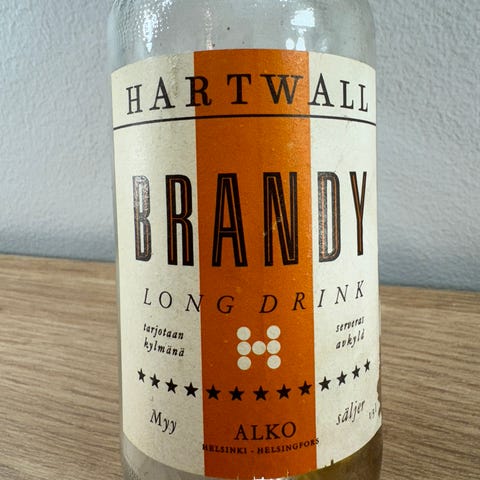 HARTWALL
BRANDY
LONG DRINK
tarjotaan
kylmänä
serveras
avkyld
Myy
ALKO
säljer
HELSINKI - HELSINGFORS